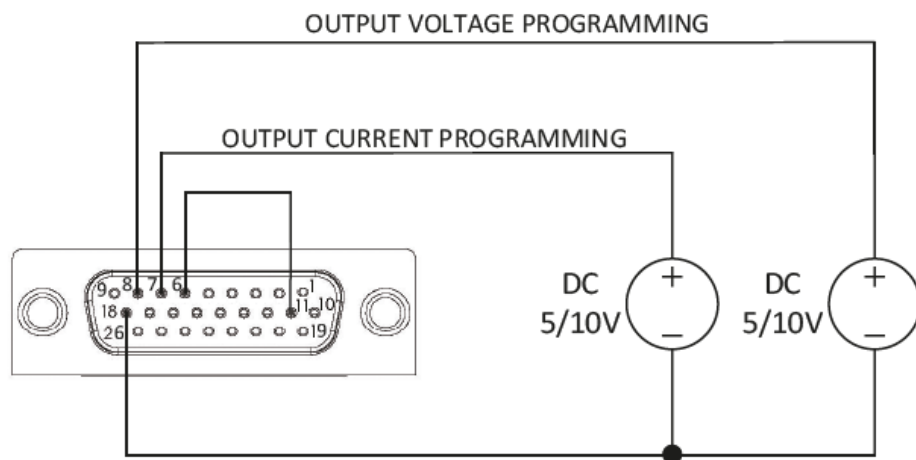 OUTPUT VOLTAGE PROGRAMMING
OUTPUT CURRENT PROGRAMMING
9 8 7 6 1
18 11 10
26 19
DC DC
5/10V 5/10V
+ +
− −